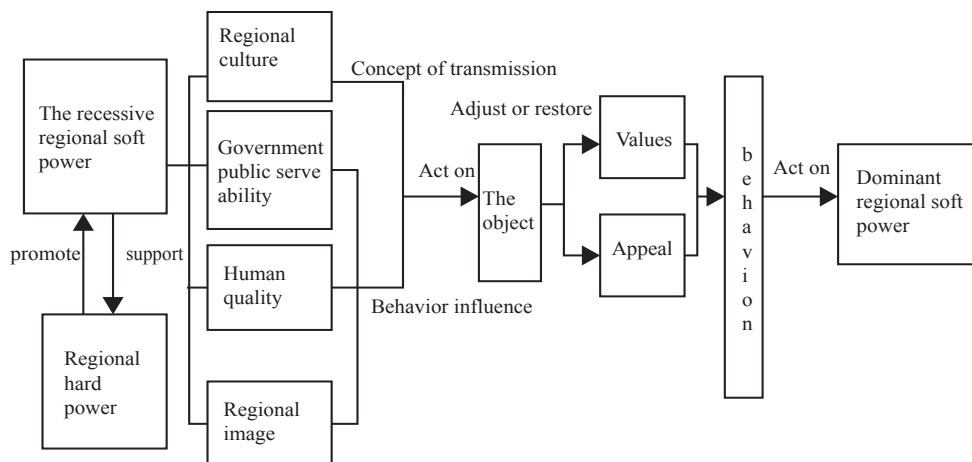 The recessive
regional soft
power
promote
support
Regional
hard
power
Regional
culture
Government
public serve
ability
Human
quality
Regional
image
Concept of transmission
Behavior influence
Act on
The
object
Adjust or restore
Values
Appeal
b
e
h
a
v
i
o
n
Act on
Dominant
regional soft
power